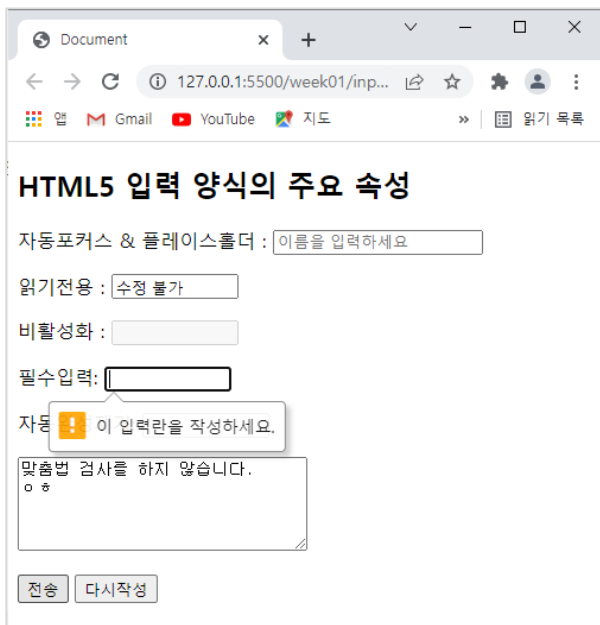 Document
127.0.0.1:5500/week01/inp...
앱 Gmail YouTube 지도 » 읽기 목록
HTML5 입력 양식의 주요 속성
자동포커스 & 플레이스홀더 : 이름을 입력하세요
읽기전용 : 수정 불가
비활성화 :
필수입력:
자동
이 입력란을 작성하세요.
맞춤법 검사를 하지 않습니다.
ㅇㅎ
전송 다시작성